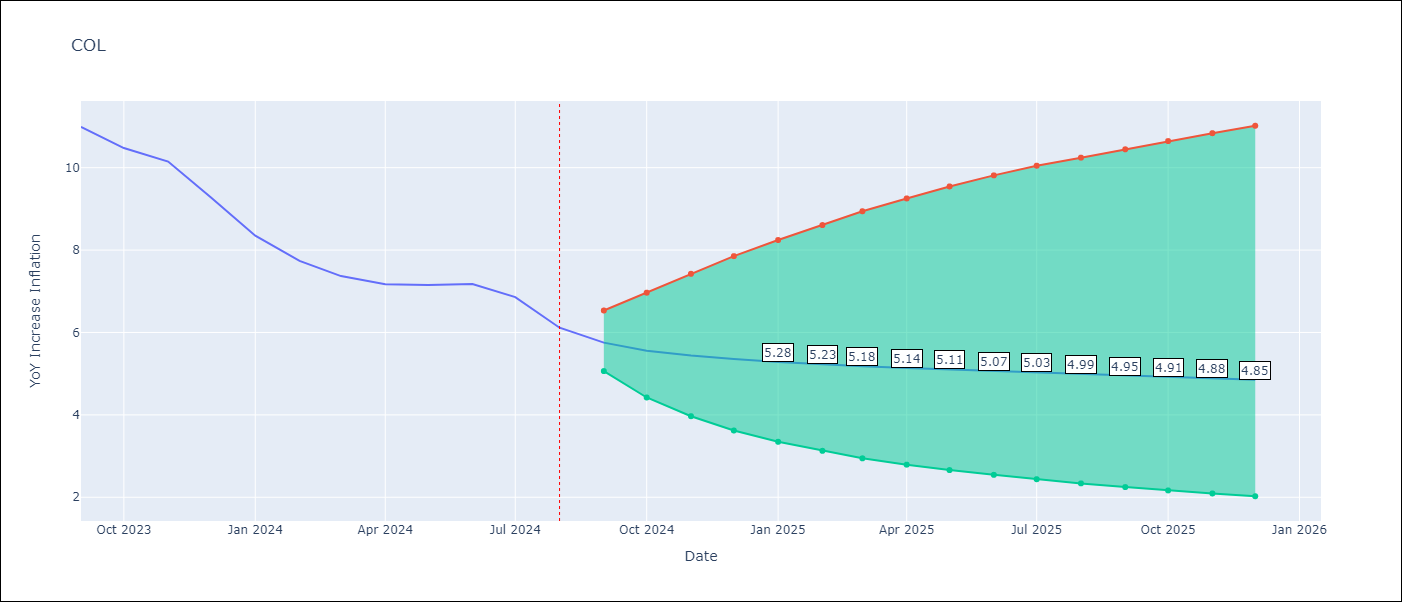 COL
YoY Increase Inflation
10
8
6
4
2
5.28 5.23 5.18 5.14 5.11 5.07 5.03 4.99 4.95 4.91 4.88 4.85
Oct 2023 Jan 2024 Apr 2024 Jul 2024 Oct 2024 Jan 2025 Apr 2025 Jul 2025 Oct 2025 Jan 2026
Date